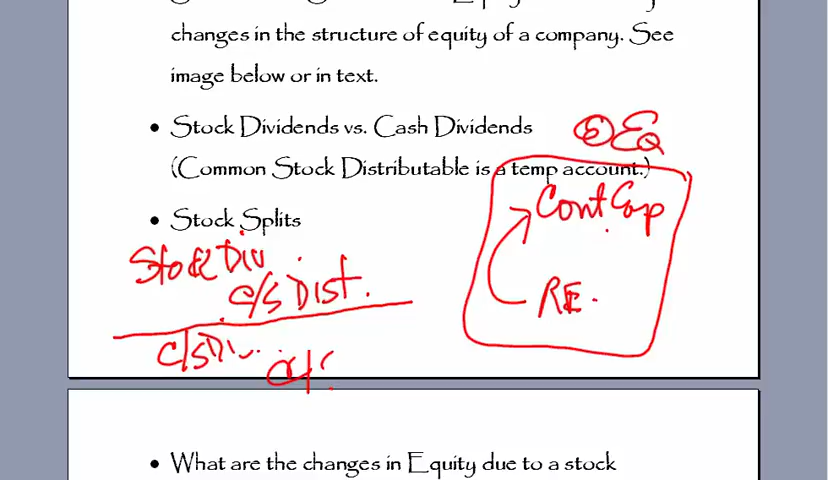 changes in the structure of equity of a company. See
image below or in text.
• Stock Dividends vs. Cash Dividends
(Common Stock Distributable is a temp account.)
• Stock Splits
EQ
Cont Cap
RE.
Stock Div
C/S Dist.
C/S Div.
• What are the changes in Equity due to a stock